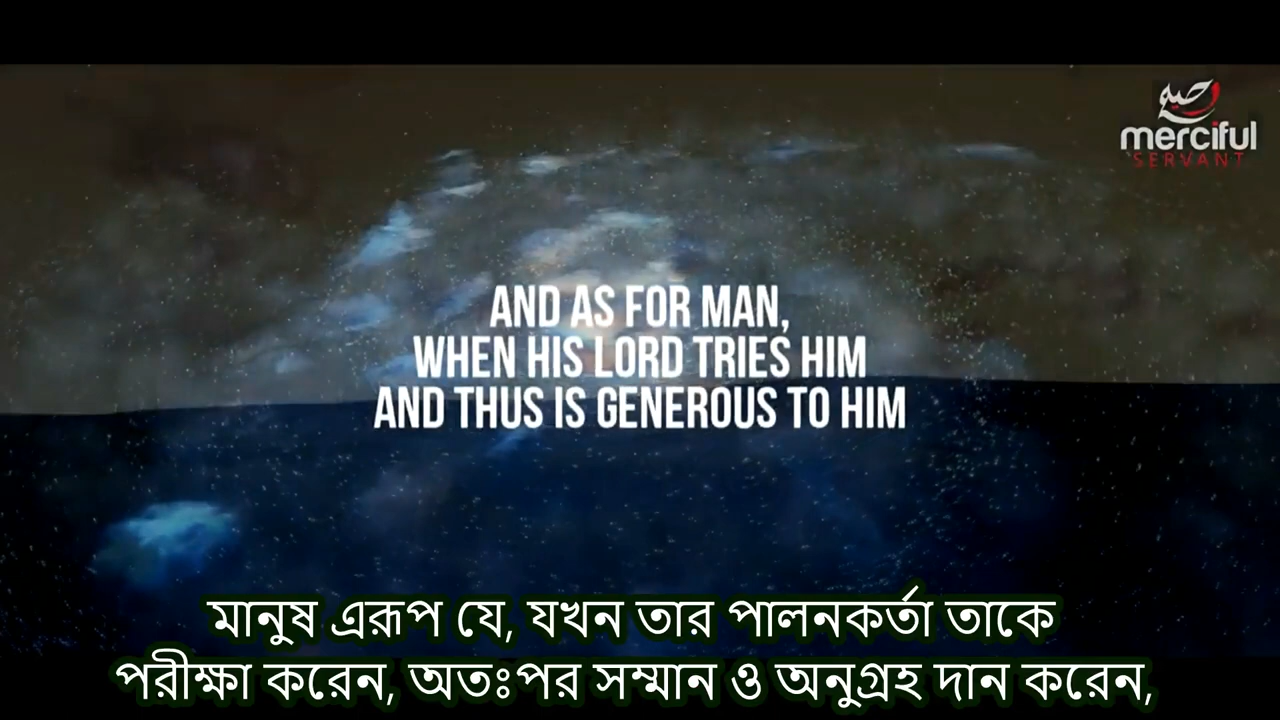 merciful
SERVANT
AND AS FOR MAN,
WHEN HIS LORD TRIES HIM
AND THUS IS GENEROUS TO HIM
মানুষ এরূপ যে, যখন তার পালনকর্তা তাকে
পরীক্ষা করেন, অতঃপর সম্মান ও অনুগ্রহ দান করেন,